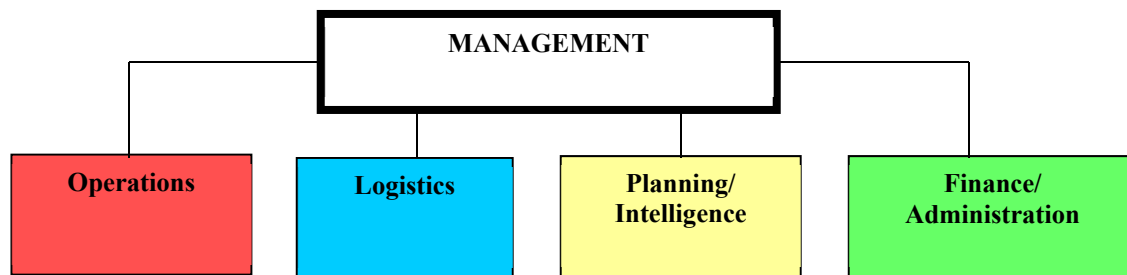 MANAGEMENT
Operations
Logistics
Planning/
Intelligence
Finance/
Administration